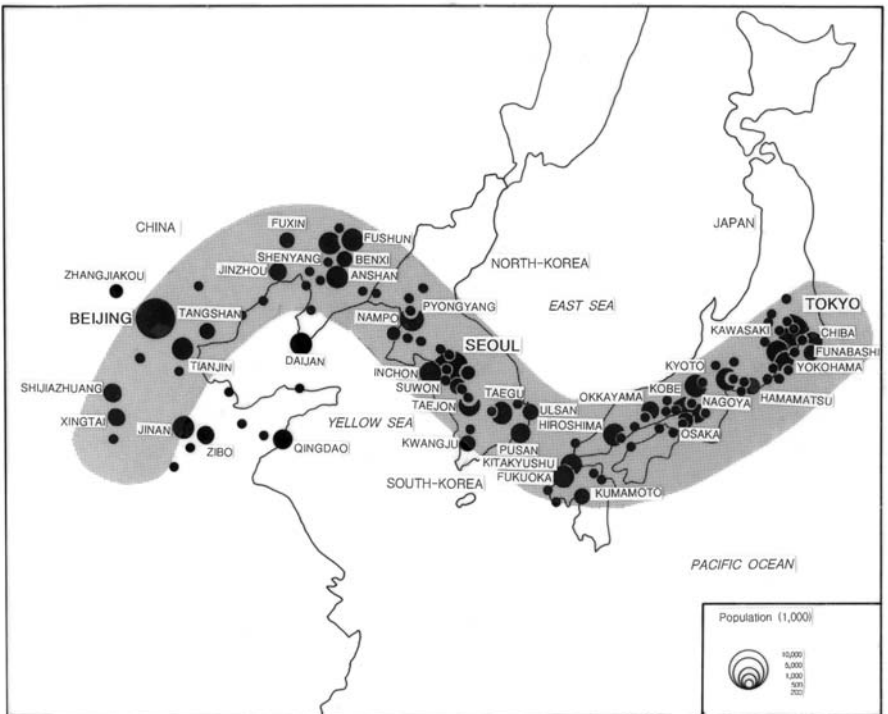 CHINA
FUXIN
FUSHUN
SHENYANG
BENXI
JINZHOU
ANSHAN
ZHANGJIAKOU
BEIJING
TANGSHAN
TIANJIN
DAIJAN
SHIJIAZHUANG
XINGTAI
JINAN
ZIBO
QINGDAO
NORTH-KOREA
PYONGYANG
NAMPO
EAST SEA
SEOUL
INCHON
SUWON
TAEJON
TAEGU
ULSAN
YELLOW SEA
KWANGJU
PUSAN
SOUTH-KOREA
JAPAN
TOKYO
KAWASAKI
CHIBA
FUNABASHI
YOKOHAMA
KYOTO
KOBE
NAGOYA
HAMAMATSU
OKKAYAMA
HIROSHIMA
OSAKA
KITAKYUSHU
FUKUOKA
KUMAMOTO
PACIFIC OCEAN
Population (1,000)
10,000
5,000
1,000
500
200